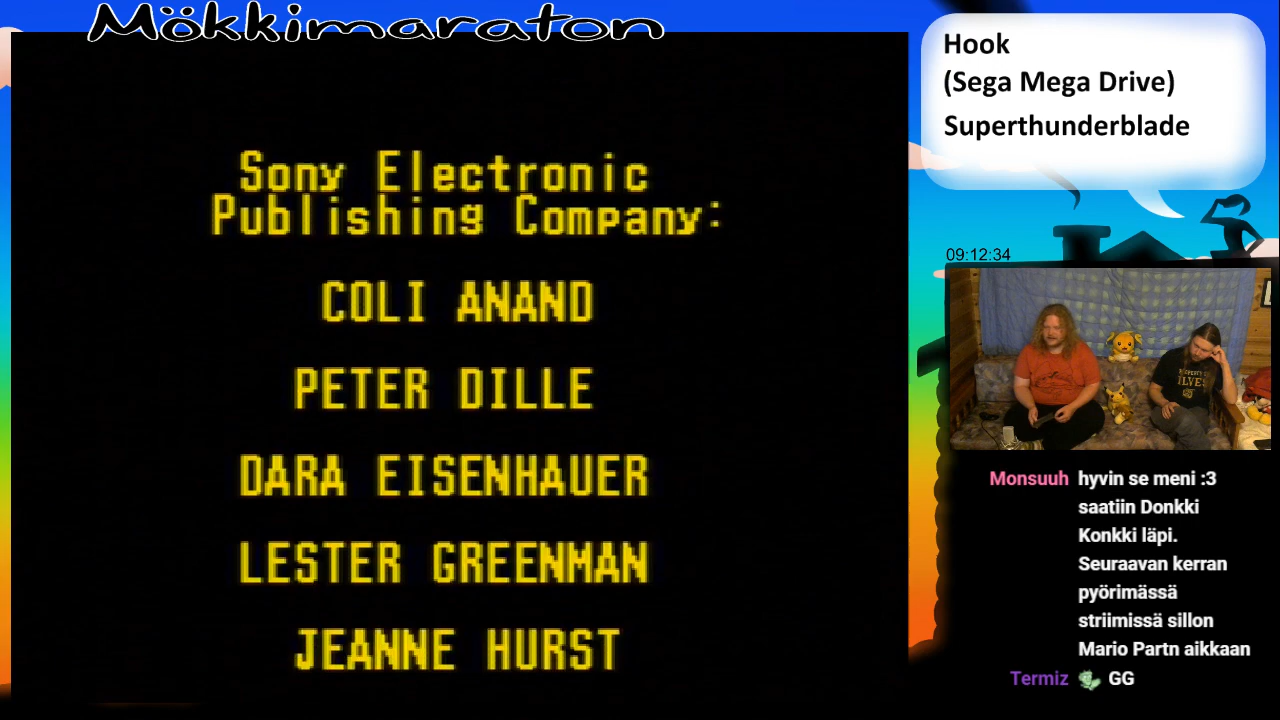 Mökkimaraton
Sony Electronic
Publishing Company:
COLI ANAND
PETER DILLE
DARA EISENHAUER
LESTER GREENMAN
JEANNE HURST
Hook
(Sega Mega Drive)
Superthunderblade
09:12:34
Monsuuh hyvin se meni :3
saatiin Donkki
Konkki läpi.
Seuraavan kerran
pyörimässä
striimissä sillon
Mario Partn aikkaan
Termiz GG